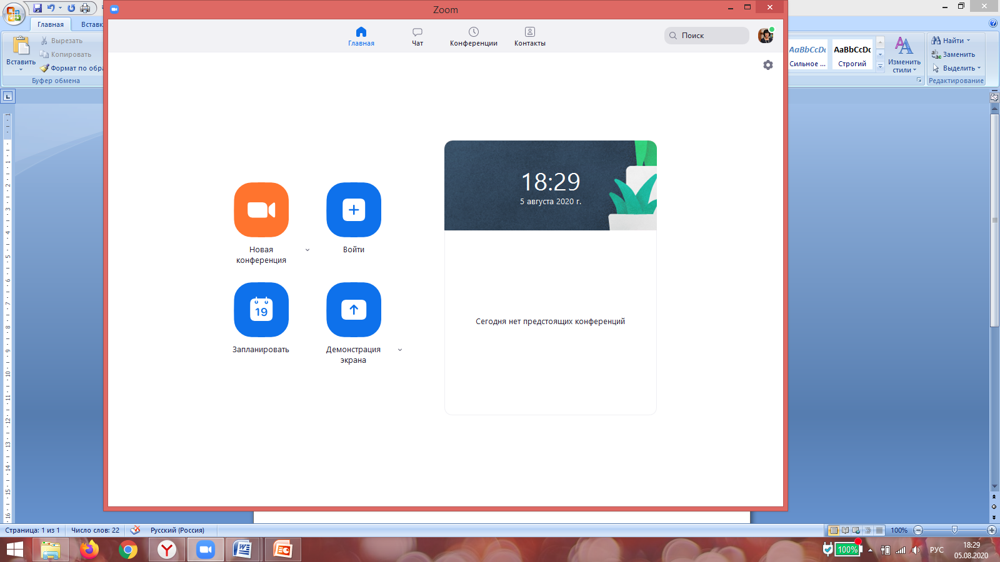 Zoom
Главная
Вставк
Вырезать
Копировать
Формат по обра
Вставить
Буфер обмена
Главная
Чат
Конференции
Контакты
Поиск
AaBbCcDc
AaBbCcDc
Сильное ...
Строгий
Изменить
стили
Найти
Заменить
Выделить
Редактирование
18:29
5 августа 2020 г.
Новая
конференция
Войти
19
Запланировать
Демонстрация
экрана
Сегодня нет предстоящих конференций
Страница: 1 из 1
Число слов: 22
Русский (Россия)
100%
100%
РУС
18:29
05.08.2020